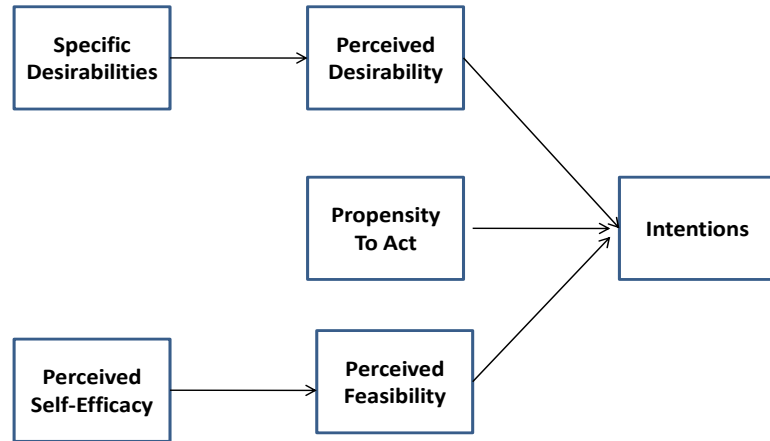 Specific
Desirabilities
Perceived
Desirability
Propensity
To Act
Intentions
Perceived
Self-Efficacy
Perceived
Feasibility